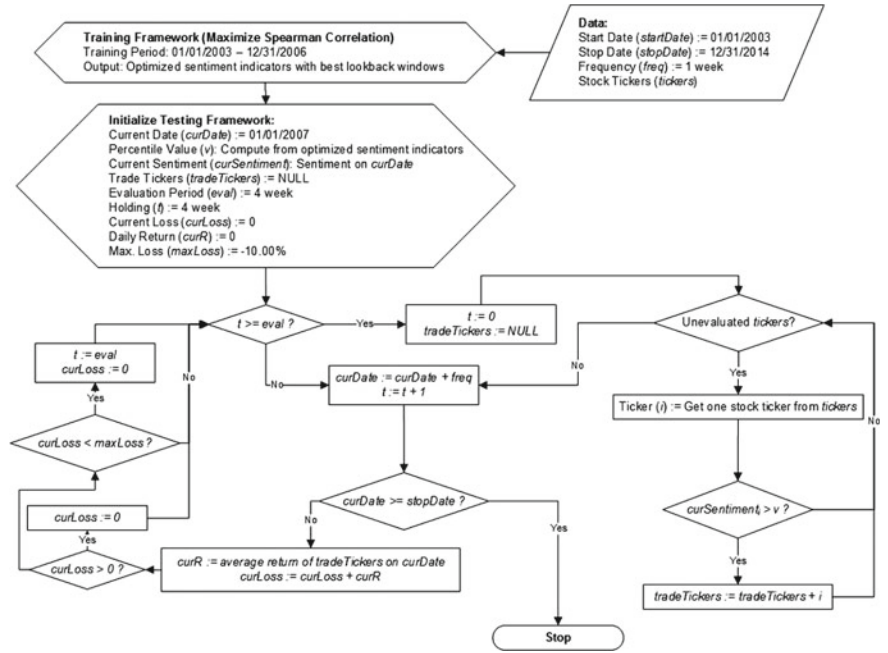 Training Framework (Maximize Spearman Correlation)
Training Period: 01/01/2003 – 12/31/2006
Output: Optimized sentiment indicators with best lookback windows
Data:
Start Date (startDate) := 01/01/2003
Stop Date (stopDate) := 12/31/2014
Frequency (freq) := 1 week
Stock Tickers (tickers)
Initialize Testing Framework:
Current Date (curDate) := 01/01/2007
Percentile Value (v): Compute from optimized sentiment indicators
Current Sentiment (curSentiment): Sentiment on curDate
Trade Tickers (tradeTickers) := NULL
Evaluation Period (eval) := 4 week
Holding (t) := 4 week
Current Loss (curLoss) := 0
Daily Return (curR) := 0
Max. Loss (maxLoss) := -10.00%
t >= eval ?
Yes
t := 0
tradeTickers := NULL
Unevaluated tickers?
t := eval
curLoss := 0
No
No
curDate := curDate + freq
t := t + 1
No
Yes
Ticker (i) := Get one stock ticker from tickers
No
Yes
curLoss < maxLoss ?
curDate >= stopDate ?
curSentimentᵢ > v ?
curLoss := 0
No
Yes
Yes
Yes
curLoss > 0 ?
curR := average return of tradeTickers on curDate
curLoss := curLoss + curR
tradeTickers := tradeTickers + i
Stop